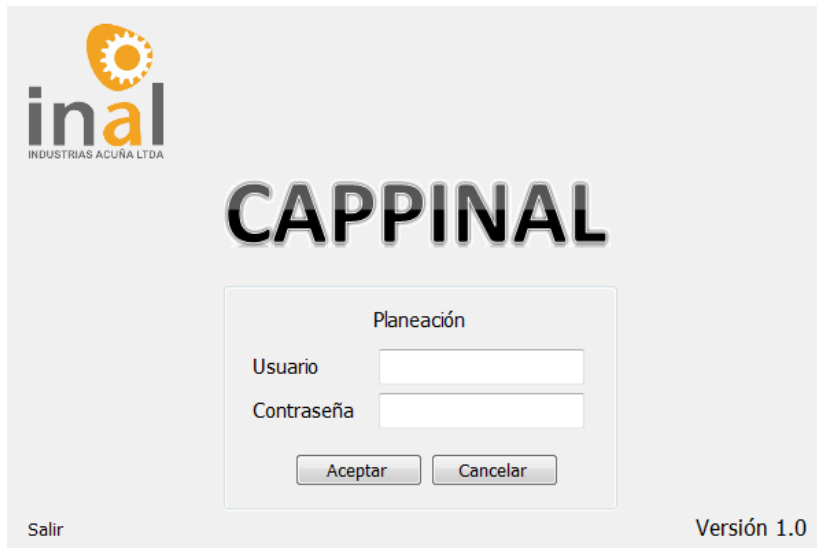 inal
INDUSTRIAS ACUÑA LTDA
CAPPINAL
Planeación
Usuario
Contraseña
Aceptar Cancelar
Salir Versión 1.0